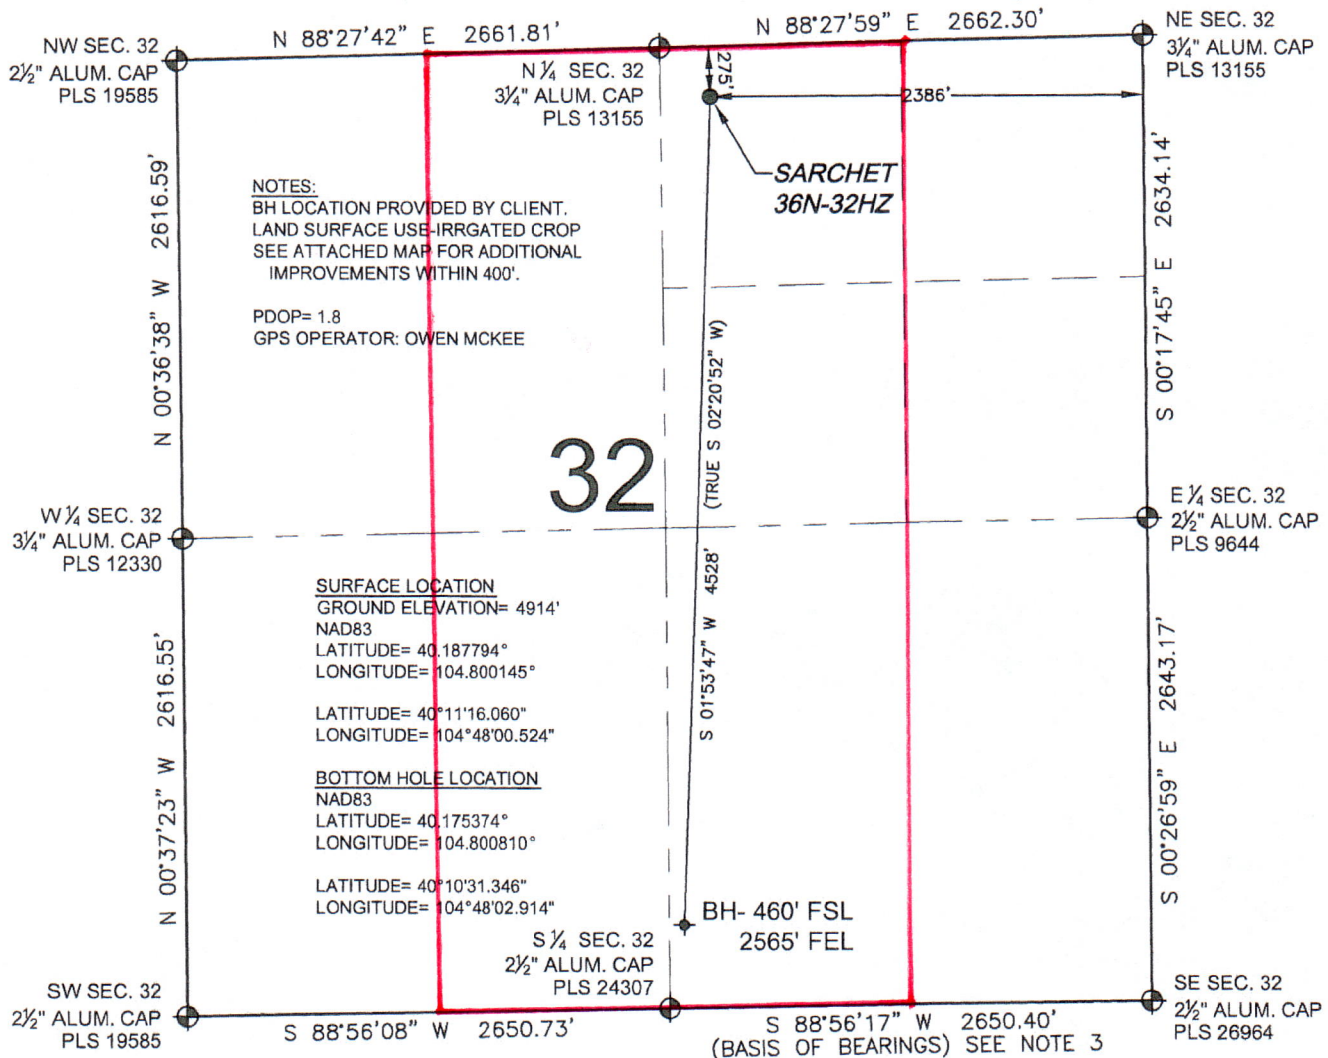 N 88°27'42" E 2661.81'
N 88°27'59" E 2662.30'
NW SEC. 32
2½" ALUM. CAP
PLS 19585
N ¼ SEC. 32
3¼" ALUM. CAP
PLS 13155
NE SEC. 32
3¼" ALUM. CAP
PLS 13155
275'
2386'
SARCHET
36N-32HZ
NOTES:
BH LOCATION PROVIDED BY CLIENT.
LAND SURFACE USE-IRRGATED CROP
SEE ATTACHED MAP FOR ADDITIONAL
IMPROVEMENTS WITHIN 400'.
PDOP= 1.8
GPS OPERATOR: OWEN MCKEE
N 00°36'38" W 2616.59'
S 00°17'45" E 2634.14'
(TRUE S 02°20'52" W)
S 01°53'47" W 4528'
32
W ¼ SEC. 32
3¼" ALUM. CAP
PLS 12330
E ¼ SEC. 32
2½" ALUM. CAP
PLS 9644
SURFACE LOCATION
GROUND ELEVATION= 4914'
NAD83
LATITUDE= 40.187794°
LONGITUDE= 104.800145°
LATITUDE= 40°11'16.060"
LONGITUDE= 104°48'00.524"
BOTTOM HOLE LOCATION
NAD83
LATITUDE= 40.175374°
LONGITUDE= 104.800810°
LATITUDE= 40°10'31.346"
LONGITUDE= 104°48'02.914"
N 00°37'23" W 2616.55'
S 00°26'59" E 2643.17'
BH- 460' FSL
2565' FEL
S ¼ SEC. 32
2½" ALUM. CAP
PLS 24307
SW SEC. 32
2½" ALUM. CAP
PLS 19585
SE SEC. 32
2½" ALUM. CAP
PLS 26964
S 88°56'08" W 2650.73'
S 88°56'17" W 2650.40'
(BASIS OF BEARINGS) SEE NOTE 3